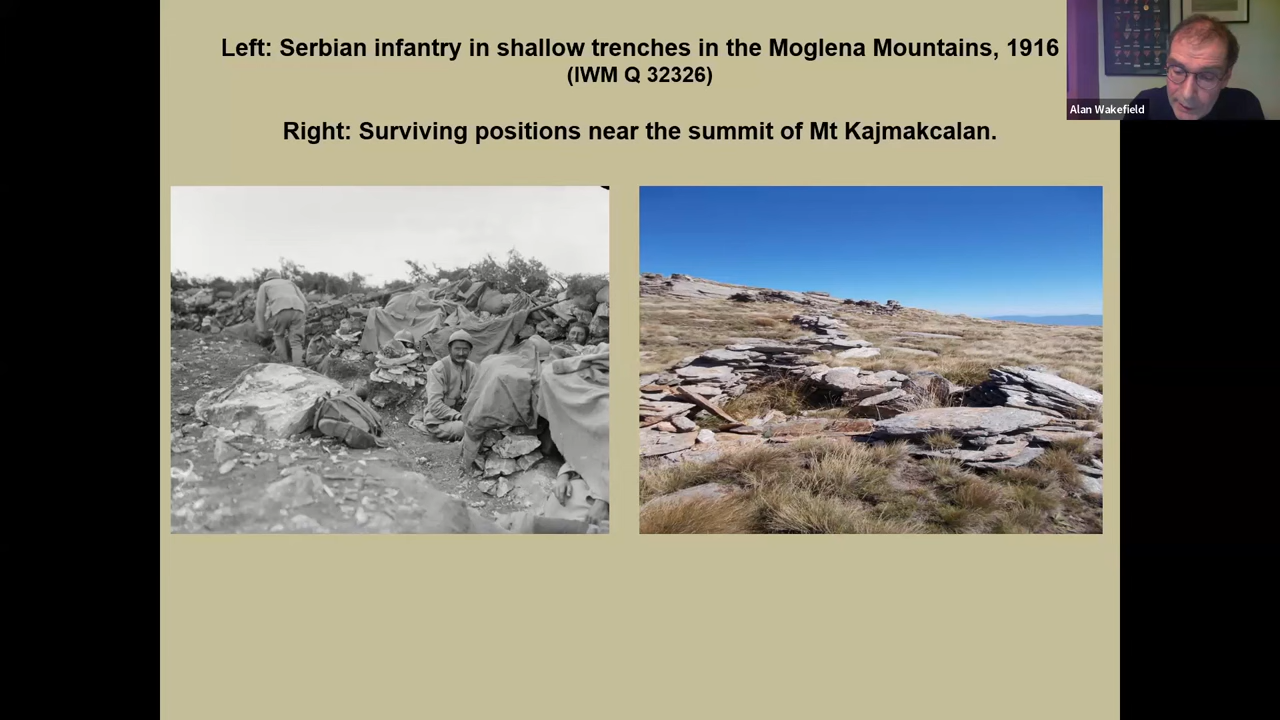 Left: Serbian infantry in shallow trenches in the Moglena Mountains, 1916
(IWM Q 32326)
Right: Surviving positions near the summit of Mt Kajmakcalan.
Alan Wakefield